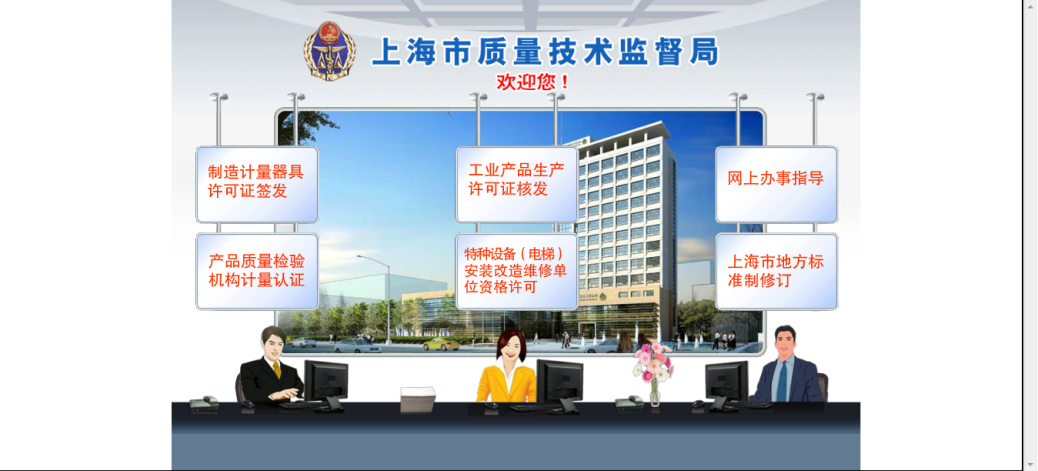 上海市质量技术监督局
欢迎您！
制造计量器具
许可证签发
工业产品生产
许可证核发
网上办事指导
产品质量检验
机构计量认证
特种设备（电梯）
安装改造维修单
位资格许可
上海市地方标
准制修订